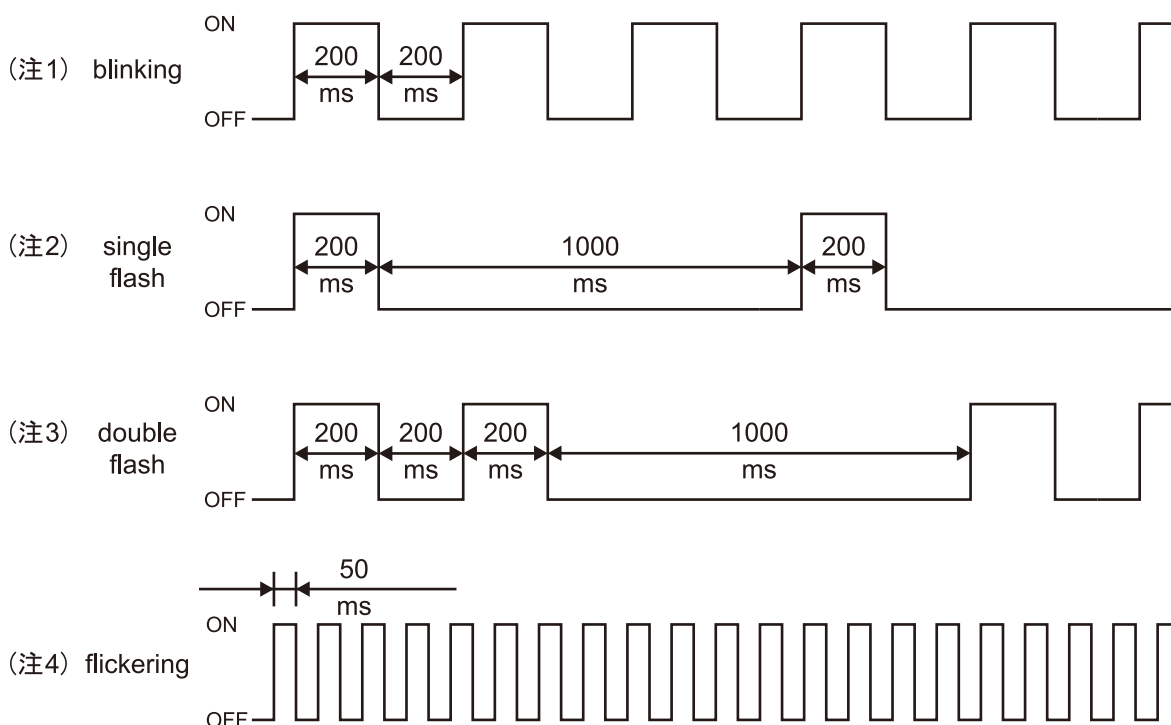 ON
(注1) blinking
200 200
ms ms
OFF
ON
(注2) single
flash
200 1000 200
ms ms ms
OFF
ON
(注3) double
flash
200 200 200 1000
ms ms ms ms
OFF
50
ms
ON
(注4) flickering
OFF